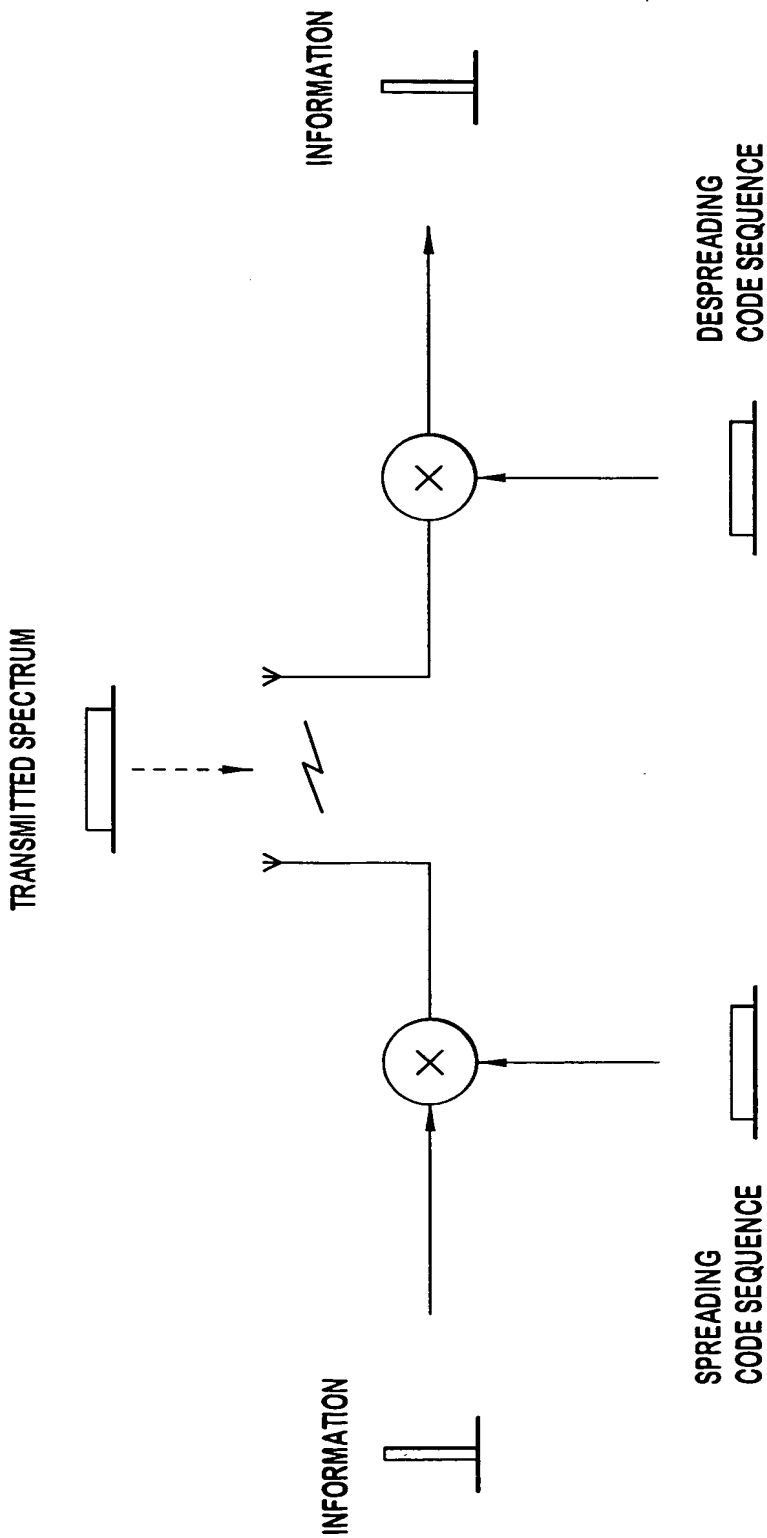 TRANSMITTED SPECTRUM
INFORMATION
INFORMATION
SPREADING
CODE SEQUENCE
DESPREADING
CODE SEQUENCE